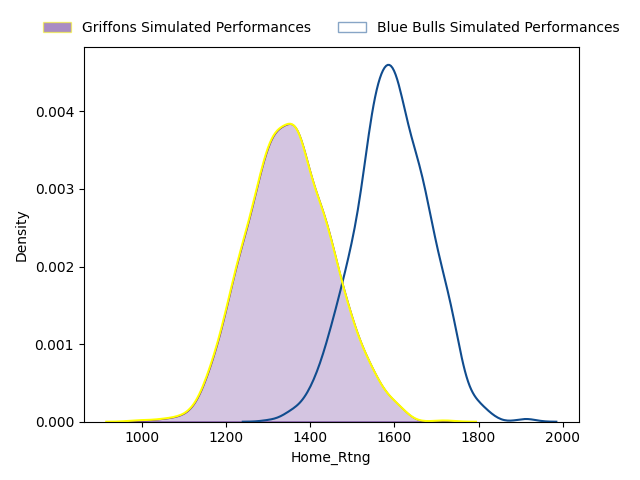 Griffons Simulated Performances
Blue Bulls Simulated Performances
0.004
0.003
0.002
0.001
0.000
Density
1000 1200 1400 1600 1800 2000
Home_Rtng